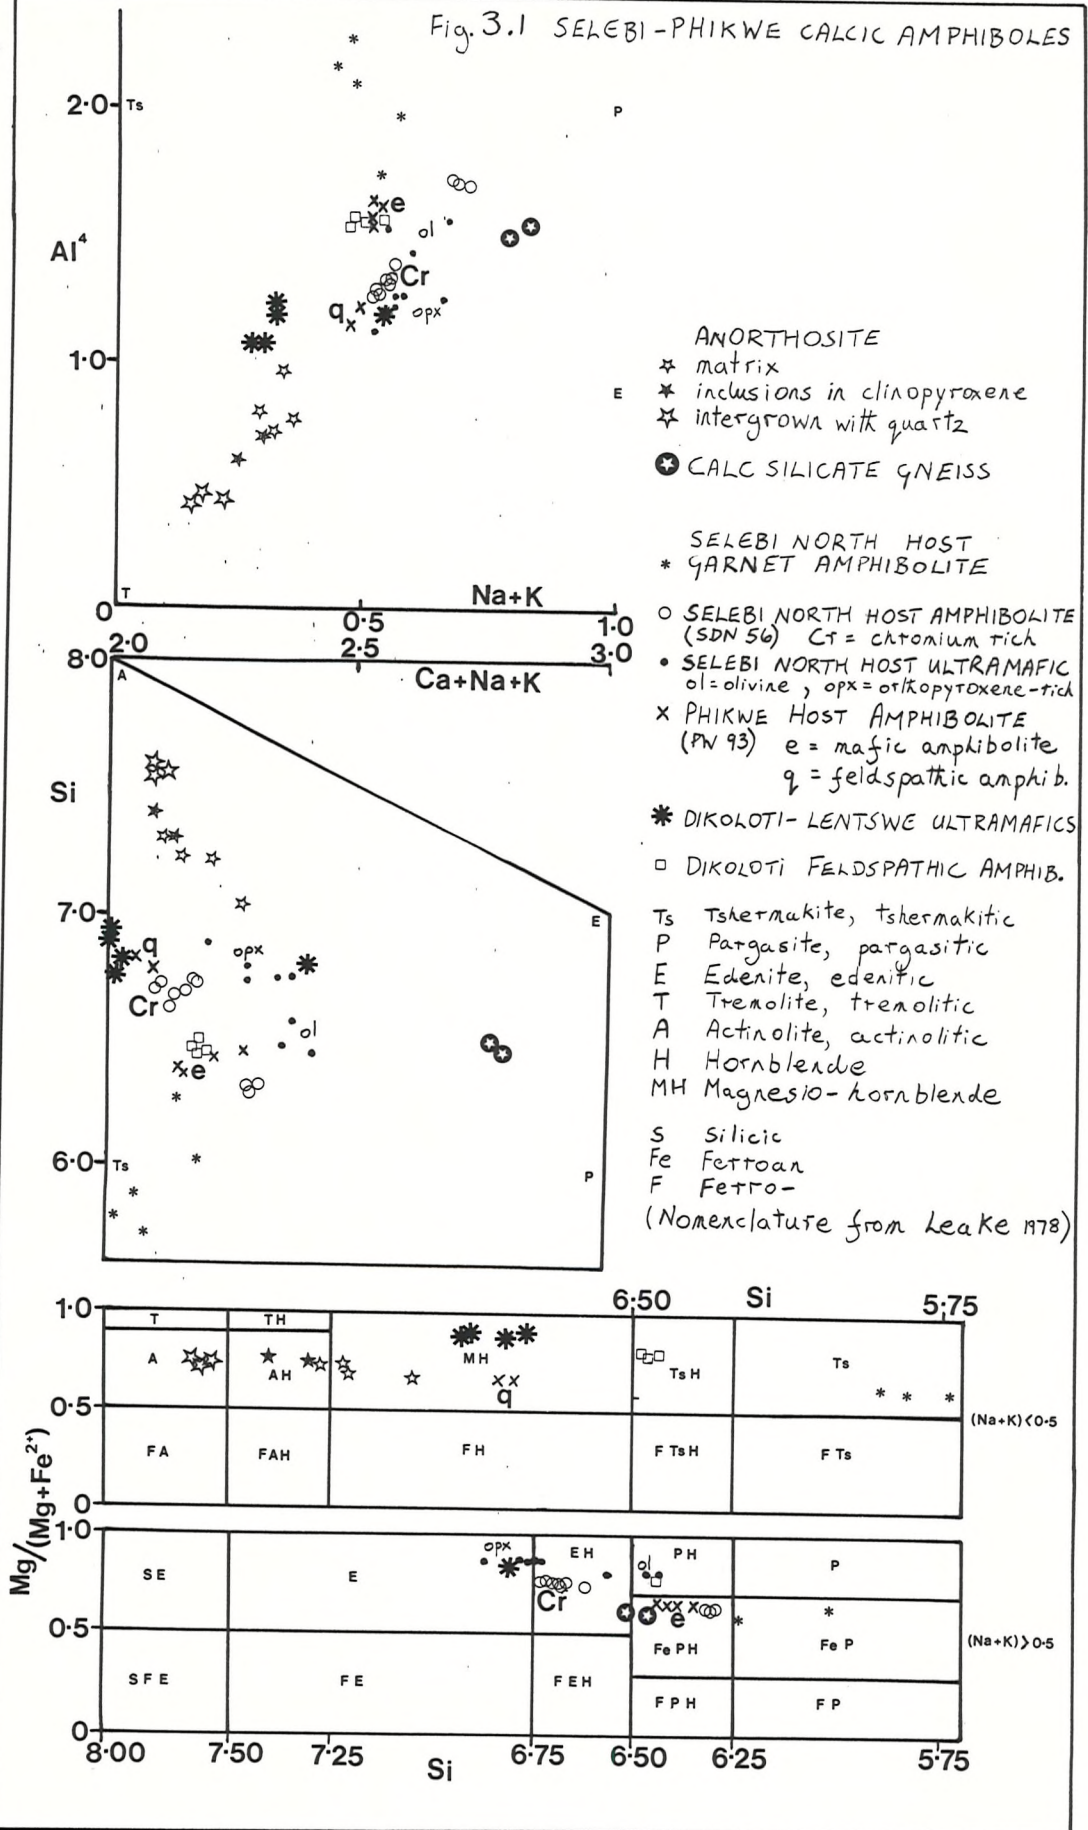 Fig. 3.1 SELEBI-PHIKWE CALCIC AMPHIBOLES
2·0
Ts
P
e
ol
Al⁴
Cr
q
opx
1·0
E
T
0
Na+K
0·5
1·0
ANORTHOSITE
matrix
inclusions in clinopyroxene
intergrown with quartz
CALC SILICATE GNEISS
SELEBI NORTH HOST
* GARNET AMPHIBOLITE
SELEBI NORTH HOST AMPHIBOLITE
(SDN 56) Cr = chromium rich
SELEBI NORTH HOST ULTRAMAFIC
ol = olivine , opx = orthopyroxene-rich
x PHIKWE HOST AMPHIBOLITE
(PW 93) e = mafic amphibolite
q = feldspathic amphib.
DIKOLOTI-LENTSWE ULTRAMAFICS
DIKOLOTI FELDSPATHIC AMPHIB.
Ts Tshermakite, tshermakitic
P Pargasite, pargasitic
E Edenite, edenitic
T Tremolite, tremolitic
A Actinolite, actinolitic
H Hornblende
MH Magnesio-hornblende
S Silicic
Fe Ferroan
F Ferro-
(Nomenclature from Leake 1978)
2·0
2·5
3·0
8·0
A
Ca+Na+K
Si
7·0
E
q
opx
Cr
ol
e
6·0
Ts
P
6·50
Si
5·75
1·0
T
TH
A
AH
MH
q
TsH
Ts
0·5
(Na+K)<0·5
FA
FAH
FH
F TsH
F Ts
0
Mg/(Mg+Fe²⁺)
1·0
SE
E
opx
EH
ol
PH
P
Cr
e
0·5
Fe PH
Fe P
(Na+K)>0·5
SFE
FE
FEH
FPH
FP
0
8·00
7·50
7·25
6·75
6·50
6·25
5·75
Si